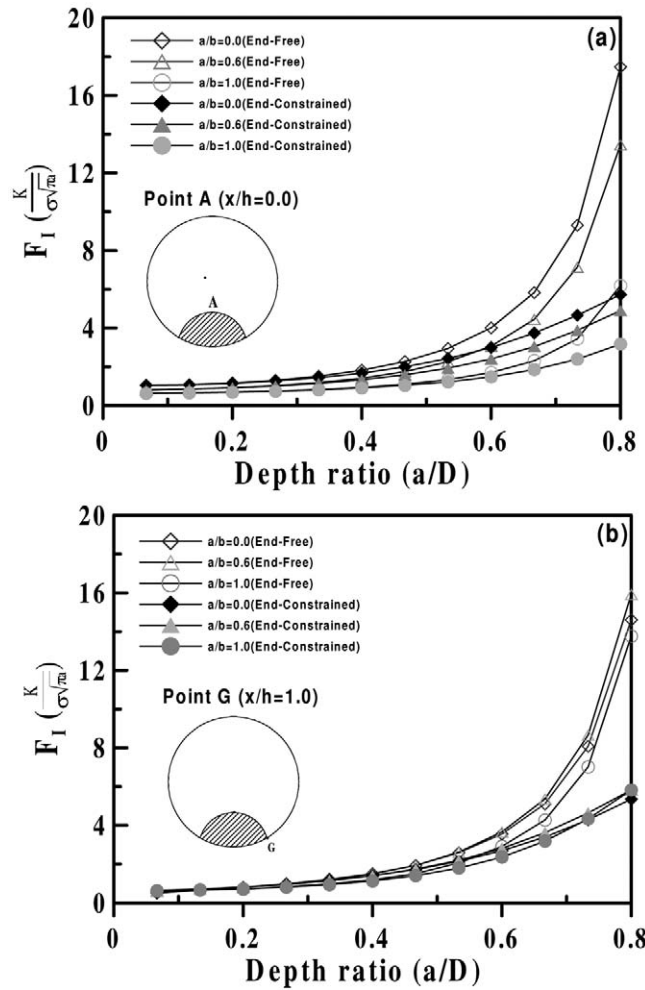 (a)
20
16
12
8
4
0
F_I (K/σ√πa)
a/b=0.0(End-Free)
a/b=0.6(End-Free)
a/b=1.0(End-Free)
a/b=0.0(End-Constrained)
a/b=0.6(End-Constrained)
a/b=1.0(End-Constrained)
Point A (x/h=0.0)
A
0 0.2 0.4 0.6 0.8
Depth ratio (a/D)
(b)
20
16
12
8
4
0
F_I (K/σ√πa)
a/b=0.0(End-Free)
a/b=0.6(End-Free)
a/b=1.0(End-Free)
a/b=0.0(End-Constrained)
a/b=0.6(End-Constrained)
a/b=1.0(End-Constrained)
Point G (x/h=1.0)
G
0 0.2 0.4 0.6 0.8
Depth ratio (a/D)